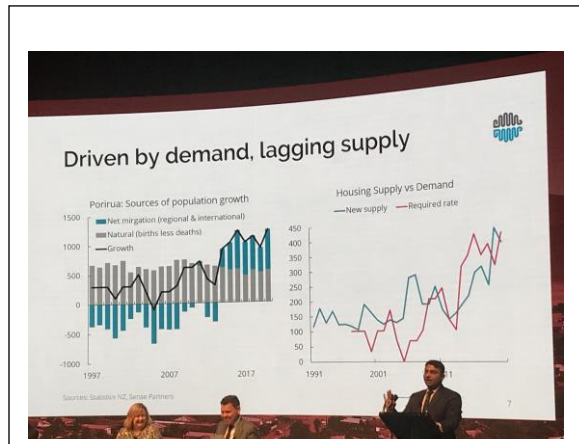 Driven by demand, lagging supply
Porirua: Sources of population growth
Net mirgation (regional & international)
Natural (births less deaths)
Growth
1500
1000
500
0
-500
-1000
1997
2007
2017
Housing Supply vs Demand
New supply
Required rate
450
400
350
300
250
200
150
100
50
0
1991
2001
2011
Sources: Statistics NZ, Sense Partners
7